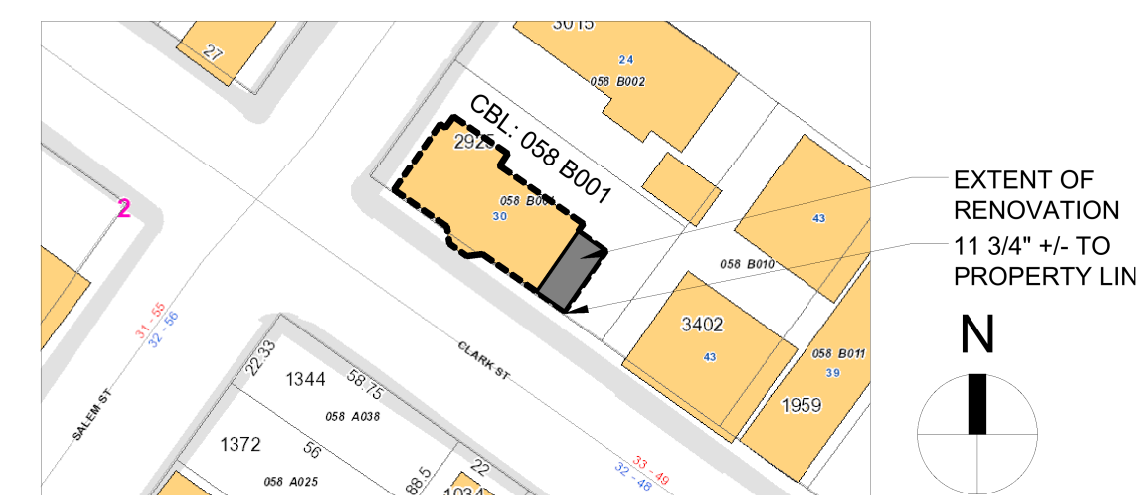 3015
27
24
058 B002
CBL: 058 B001
2925
058 B001
30
EXTENT OF
RENOVATION
11 3/4" +/- TO
PROPERTY LIN
2
43
058 B010
N
3402
43
058 B011
39
1959
31 - 55
32 - 56
SALEM ST
CLARK ST
22.33
58.75
1344
058 A038
1372
56
058 A025
88.5
22
1034
33 - 49
32 - 48